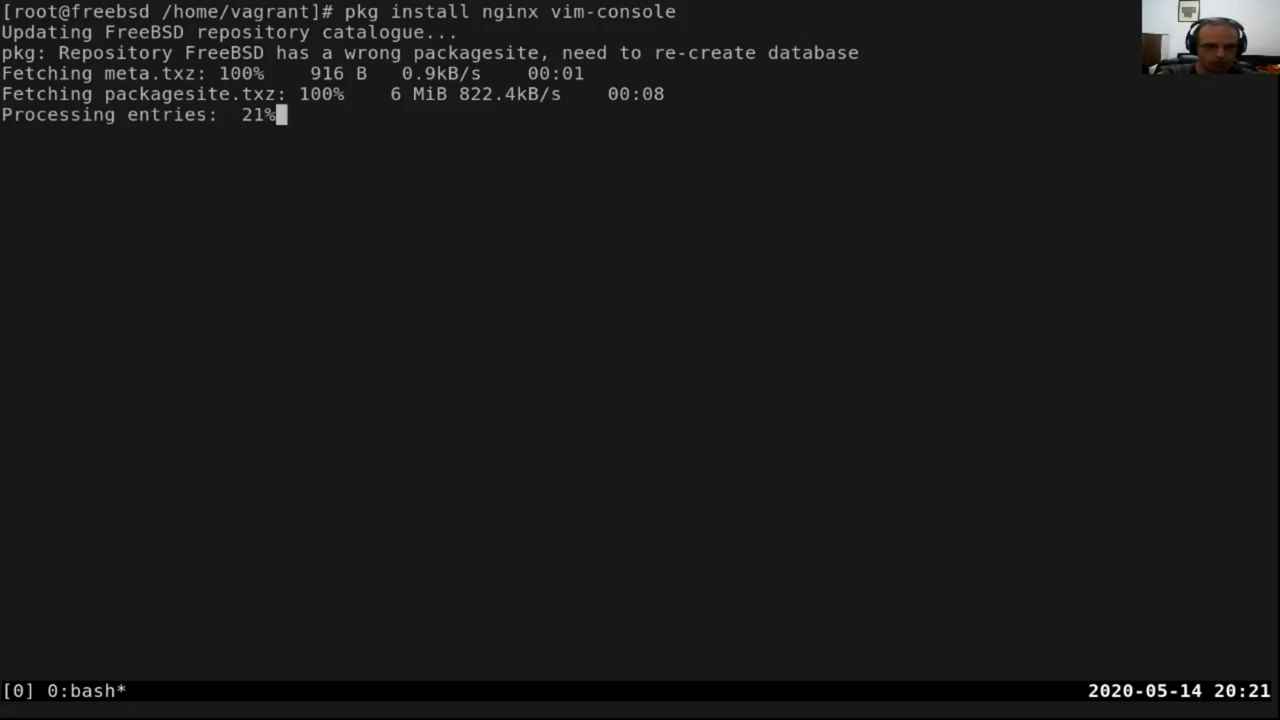 [root@freebsd /home/vagrant]# pkg install nginx vim-console
Updating FreeBSD repository catalogue...
pkg: Repository FreeBSD has a wrong packagesite, need to re-create database
Fetching meta.txz: 100%    916 B   0.9kB/s    00:01
Fetching packagesite.txz: 100%    6 MiB 822.4kB/s    00:08
Processing entries:  21%
[0] 0:bash* 2020-05-14 20:21